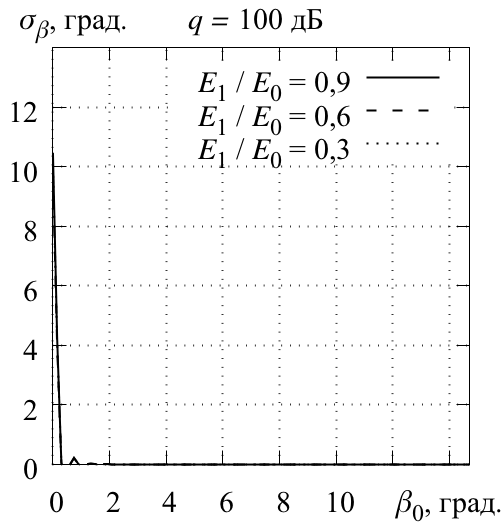 σβ, град. q = 100 дБ
E1 / E0 = 0,9
E1 / E0 = 0,6
E1 / E0 = 0,3
12
10
8
6
4
2
0
0 2 4 6 8 10 β0, град.